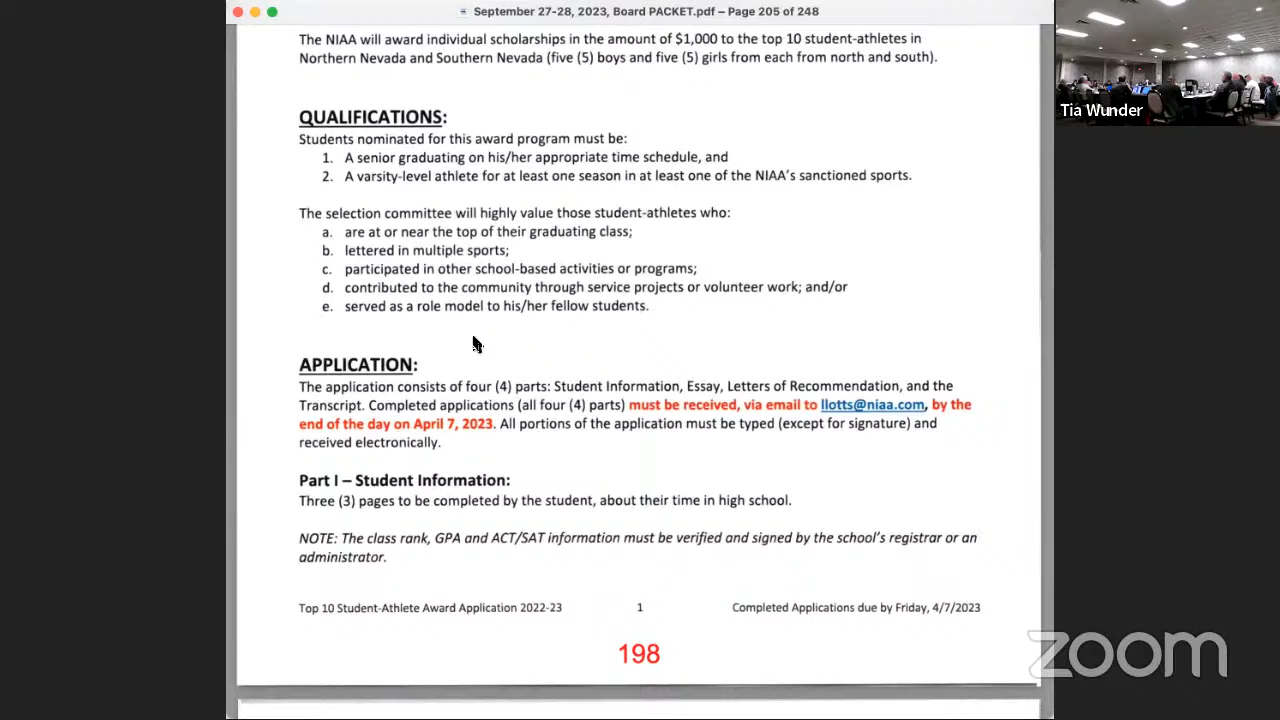 September 27-28, 2023, Board PACKET.pdf – Page 205 of 248
Tia Wunder
The NIAA will award individual scholarships in the amount of $1,000 to the top 10 student-athletes in
Northern Nevada and Southern Nevada (five (5) boys and five (5) girls from each from north and south).
QUALIFICATIONS:
Students nominated for this award program must be:
1. A senior graduating on his/her appropriate time schedule, and
2. A varsity-level athlete for at least one season in at least one of the NIAA's sanctioned sports.
The selection committee will highly value those student-athletes who:
a. are at or near the top of their graduating class;
b. lettered in multiple sports;
c. participated in other school-based activities or programs;
d. contributed to the community through service projects or volunteer work; and/or
e. served as a role model to his/her fellow students.
APPLICATION:
The application consists of four (4) parts: Student Information, Essay, Letters of Recommendation, and the
Transcript. Completed applications (all four (4) parts) must be received, via email to llotts@niaa.com, by the
end of the day on April 7, 2023. All portions of the application must be typed (except for signature) and
received electronically.
Part I – Student Information:
Three (3) pages to be completed by the student, about their time in high school.
NOTE: The class rank, GPA and ACT/SAT information must be verified and signed by the school's registrar or an
administrator.
Top 10 Student-Athlete Award Application 2022-23 1 Completed Applications due by Friday, 4/7/2023
198
zoom